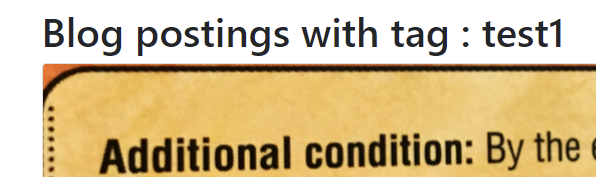 Blog postings with tag : test1
Additional condition: By the